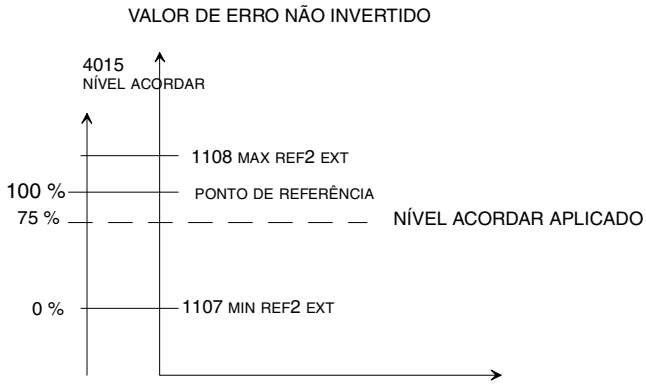 VALOR DE ERRO NÃO INVERTIDO
4015
NÍVEL ACORDAR
1108 MAX REF2 EXT
100 %
PONTO DE REFERÊNCIA
75 %
NÍVEL ACORDAR APLICADO
0 %
1107 MIN REF2 EXT